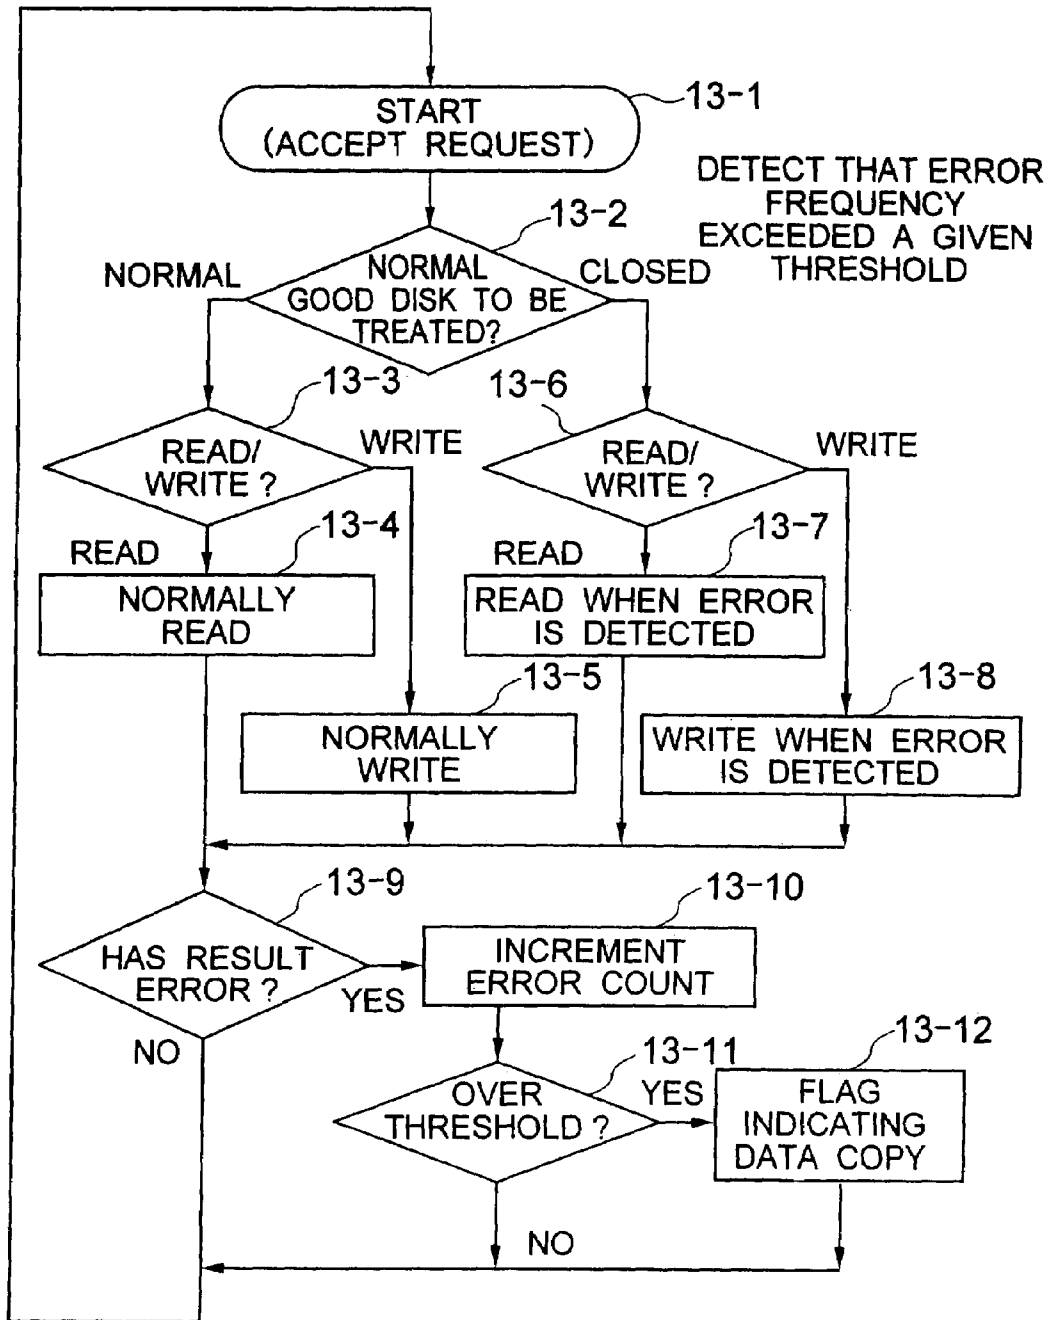 START
(ACCEPT REQUEST)
13-1
DETECT THAT ERROR
FREQUENCY
EXCEEDED A GIVEN
THRESHOLD
13-2
NORMAL
NORMAL
GOOD DISK TO BE
TREATED?
CLOSED
13-3
READ/
WRITE ?
WRITE
13-6
READ/
WRITE ?
WRITE
READ
13-4
NORMALLY
READ
READ
13-7
READ WHEN ERROR
IS DETECTED
13-5
NORMALLY
WRITE
13-8
WRITE WHEN ERROR
IS DETECTED
13-9
HAS RESULT
ERROR ?
YES
NO
13-10
INCREMENT
ERROR COUNT
13-11
OVER
THRESHOLD ?
YES
NO
13-12
FLAG
INDICATING
DATA COPY